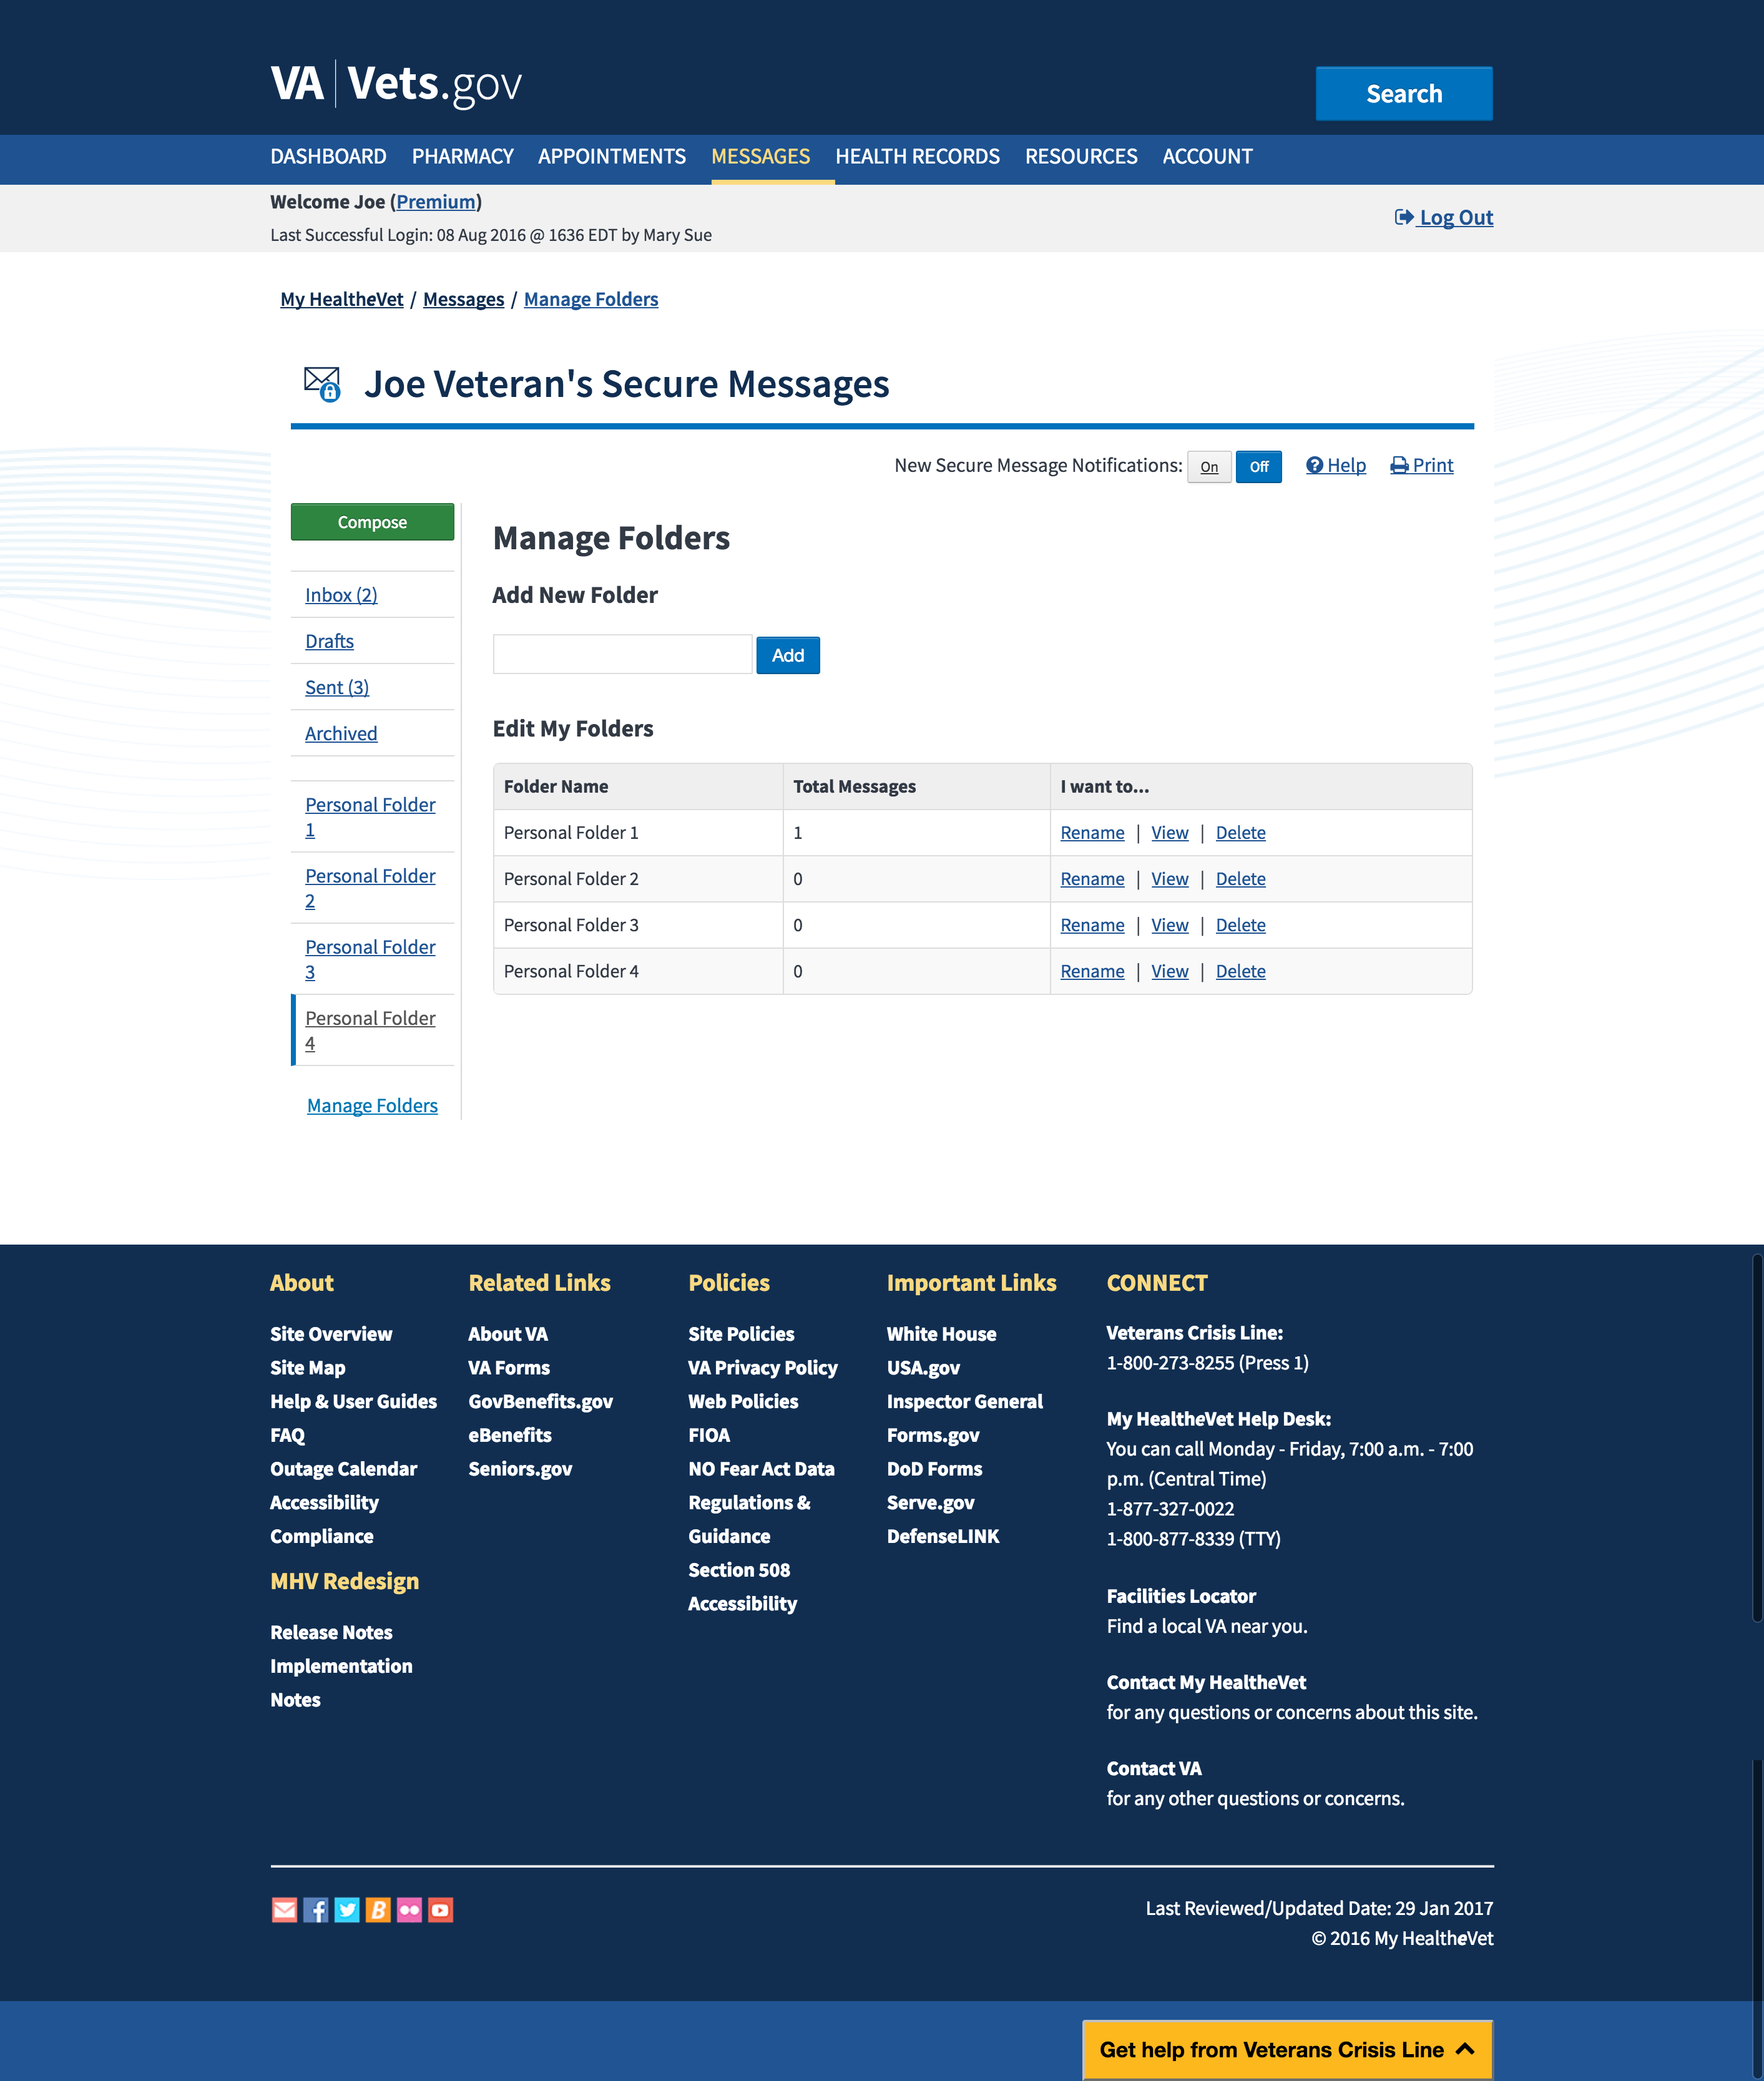 VA Vets.gov
Search
DASHBOARD PHARMACY APPOINTMENTS MESSAGES HEALTH RECORDS RESOURCES ACCOUNT
Welcome Joe (Premium)
Last Successful Login: 08 Aug 2016 @ 1636 EDT by Mary Sue
Log Out
My HealtheVet / Messages / Manage Folders
Joe Veteran's Secure Messages
New Secure Message Notifications: On Off Help Print
Compose
Inbox (2)
Drafts
Sent (3)
Archived
Personal Folder
1
Personal Folder
2
Personal Folder
3
Personal Folder
4
Manage Folders
Manage Folders
Add New Folder
Add
Edit My Folders
Folder Name Total Messages I want to...
Personal Folder 1 1 Rename | View | Delete
Personal Folder 2 0 Rename | View | Delete
Personal Folder 3 0 Rename | View | Delete
Personal Folder 4 0 Rename | View | Delete
About
Site Overview
Site Map
Help & User Guides
FAQ
Outage Calendar
Accessibility
Compliance
MHV Redesign
Release Notes
Implementation
Notes
Related Links
About VA
VA Forms
GovBenefits.gov
eBenefits
Seniors.gov
Policies
Site Policies
VA Privacy Policy
Web Policies
FIOA
NO Fear Act Data
Regulations &
Guidance
Section 508
Accessibility
Important Links
White House
USA.gov
Inspector General
Forms.gov
DoD Forms
Serve.gov
DefenseLINK
CONNECT
Veterans Crisis Line:
1-800-273-8255 (Press 1)
My HealtheVet Help Desk:
You can call Monday - Friday, 7:00 a.m. - 7:00
p.m. (Central Time)
1-877-327-0022
1-800-877-8339 (TTY)
Facilities Locator
Find a local VA near you.
Contact My HealtheVet
for any questions or concerns about this site.
Contact VA
for any other questions or concerns.
Last Reviewed/Updated Date: 29 Jan 2017
© 2016 My HealtheVet
Get help from Veterans Crisis Line